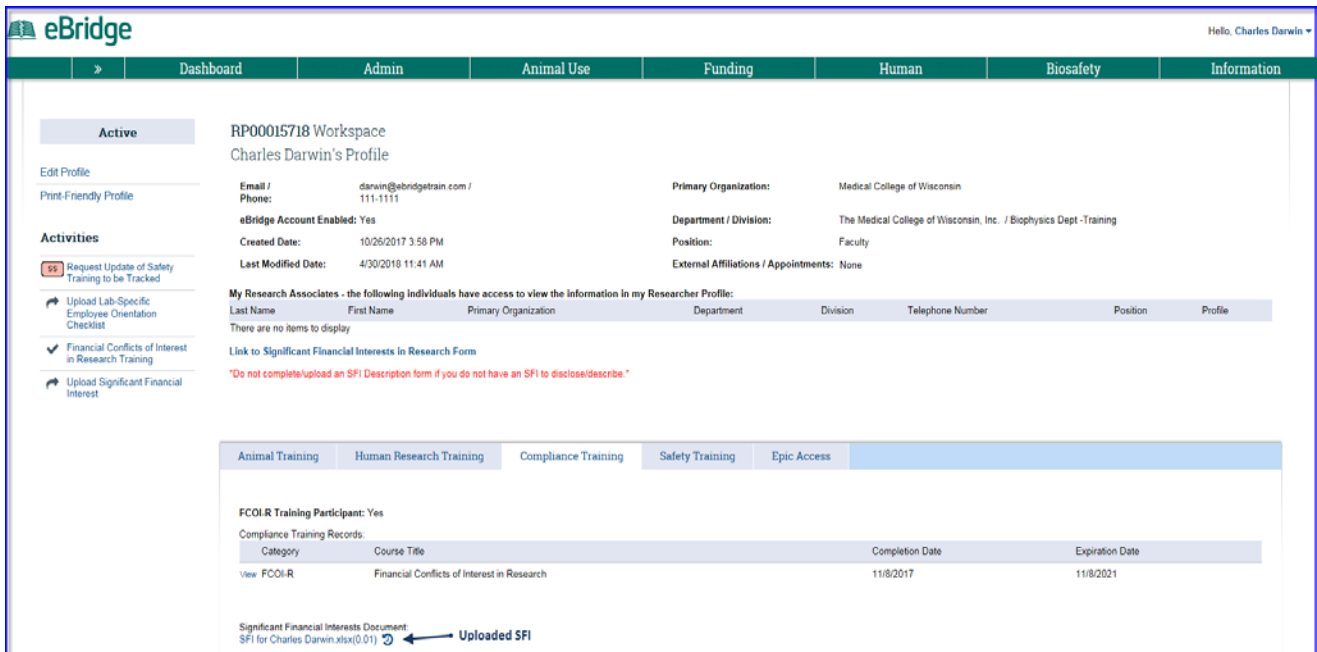 eBridge
Hello, Charles Darwin
»
Dashboard
Admin
Animal Use
Funding
Human
Biosafety
Information
Active
Edit Profile
Print-Friendly Profile
Activities
$$ Request Update of Safety
Training to be Tracked
Upload Lab-Specific
Employee Orientation
Checklist
Financial Conflicts of Interest
in Research Training
Upload Significant Financial
Interest
RP00015718 Workspace
Charles Darwin's Profile
Email / darwin@ebridgetrain.com /
Phone: 111-1111
eBridge Account Enabled: Yes
Created Date: 10/26/2017 3:58 PM
Last Modified Date: 4/30/2018 11:41 AM
Primary Organization: Medical College of Wisconsin
Department / Division: The Medical College of Wisconsin, Inc. / Biophysics Dept -Training
Position: Faculty
External Affiliations / Appointments: None
My Research Associates - the following individuals have access to view the information in my Researcher Profile:
Last Name First Name Primary Organization Department Division Telephone Number Position Profile
There are no items to display
Link to Significant Financial Interests in Research Form
"Do not complete/upload an SFI Description form if you do not have an SFI to disclose/describe."
Animal Training Human Research Training Compliance Training Safety Training Epic Access
FCOI-R Training Participant: Yes
Compliance Training Records:
Category Course Title Completion Date Expiration Date
View FCOI-R Financial Conflicts of Interest in Research 11/8/2017 11/8/2021
Significant Financial Interests Document:
SFI for Charles Darwin.xlsx(0.01) Uploaded SFI